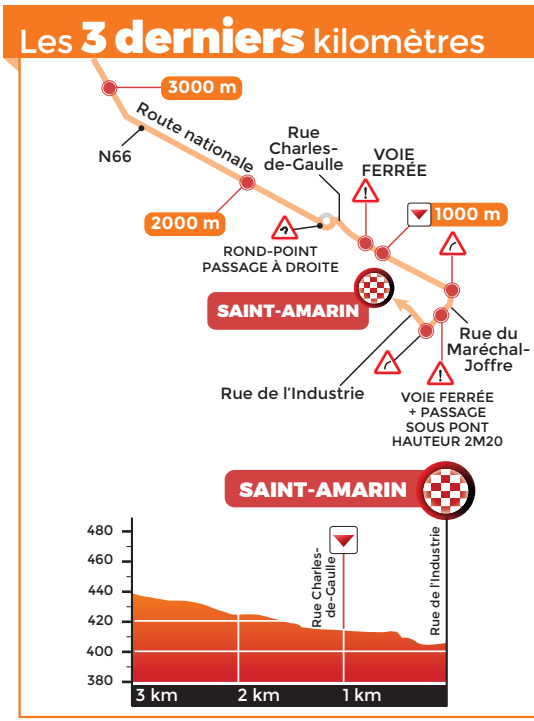 Les 3 derniers kilomètres
3000 m
Route nationale
N66
2000 m
Rue
Charles-
de-Gaulle
VOIE
FERRÉE
1000 m
ROND-POINT
PASSAGE À DROITE
SAINT-AMARIN
Rue du
Maréchal-
Joffre
Rue de l'Industrie
VOIE FERRÉE
+ PASSAGE
SOUS PONT
HAUTEUR 2M20
SAINT-AMARIN
480
460
440
420
400
380
Rue Charles-
de-Gaulle
Rue de l'Industrie
3 km
2 km
1 km